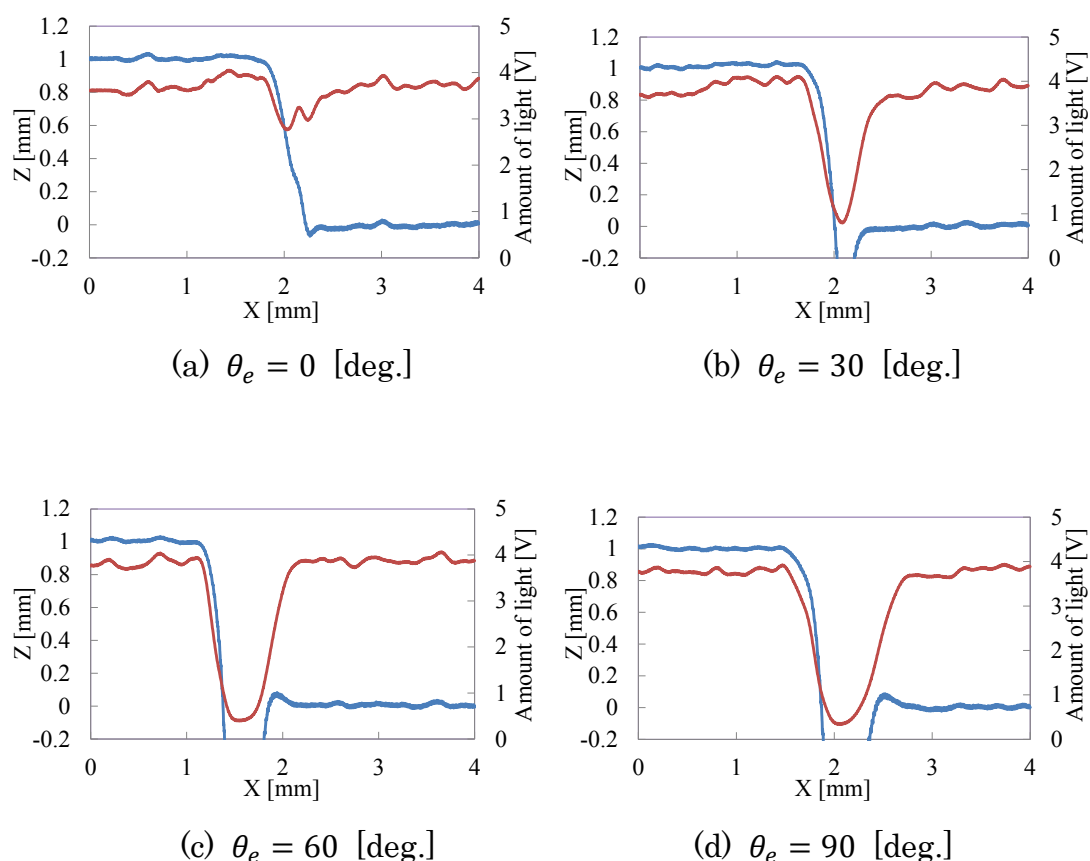 1.2
1
0.8
0.6
0.4
0.2
0
-0.2
Z [mm]
0 1 2 3 4
X [mm]
5
4
3
2
1
0
Amount of light [V]
(a) θₑ = 0 [deg.]
1.2
1
0.8
0.6
0.4
0.2
0
-0.2
Z [mm]
0 1 2 3 4
X [mm]
5
4
3
2
1
0
Amount of light [V]
(b) θₑ = 30 [deg.]
1.2
1
0.8
0.6
0.4
0.2
0
-0.2
Z [mm]
0 1 2 3 4
X [mm]
5
4
3
2
1
0
Amount of light [V]
(c) θₑ = 60 [deg.]
1.2
1
0.8
0.6
0.4
0.2
0
-0.2
Z [mm]
0 1 2 3 4
X [mm]
5
4
3
2
1
0
Amount of light [V]
(d) θₑ = 90 [deg.]